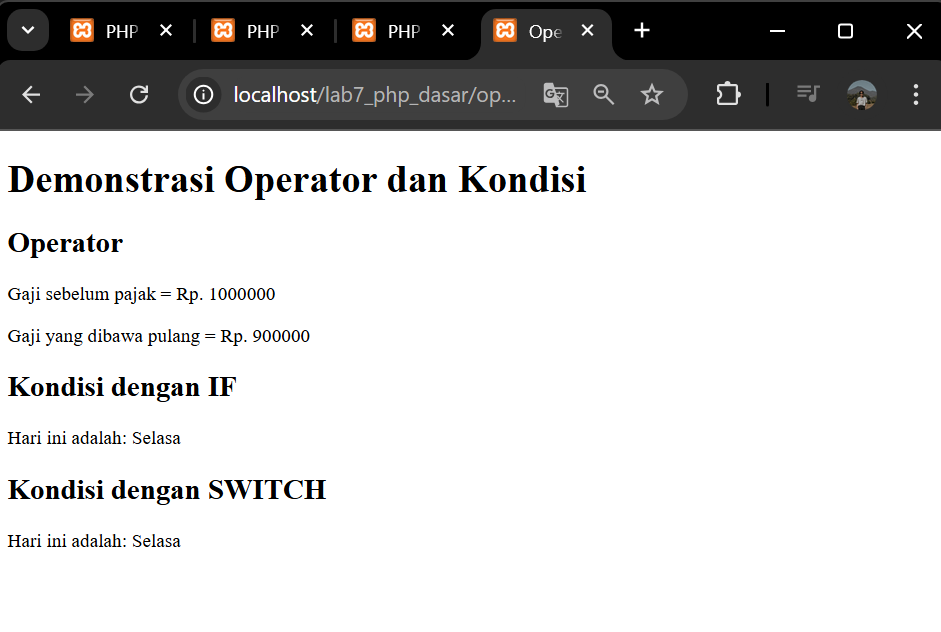 PHP PHP PHP Ope
localhost/lab7_php_dasar/op...
Demonstrasi Operator dan Kondisi
Operator
Gaji sebelum pajak = Rp. 1000000
Gaji yang dibawa pulang = Rp. 900000
Kondisi dengan IF
Hari ini adalah: Selasa
Kondisi dengan SWITCH
Hari ini adalah: Selasa